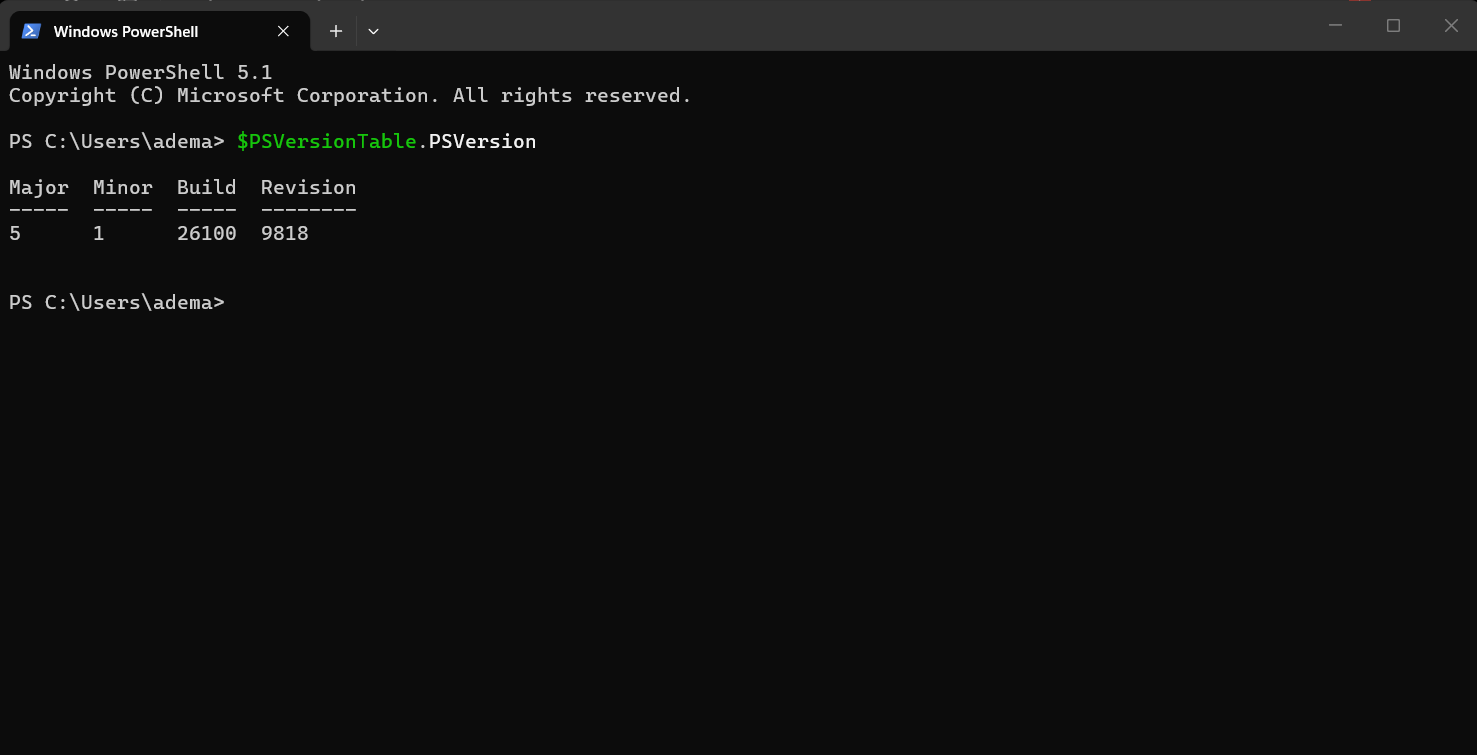 Windows PowerShell
Windows PowerShell 5.1
Copyright (C) Microsoft Corporation. All rights reserved.
PS C:\Users\adema> $PSVersionTable.PSVersion
Major  Minor  Build  Revision
-----  -----  -----  --------
5      1      26100  9818
PS C:\Users\adema>